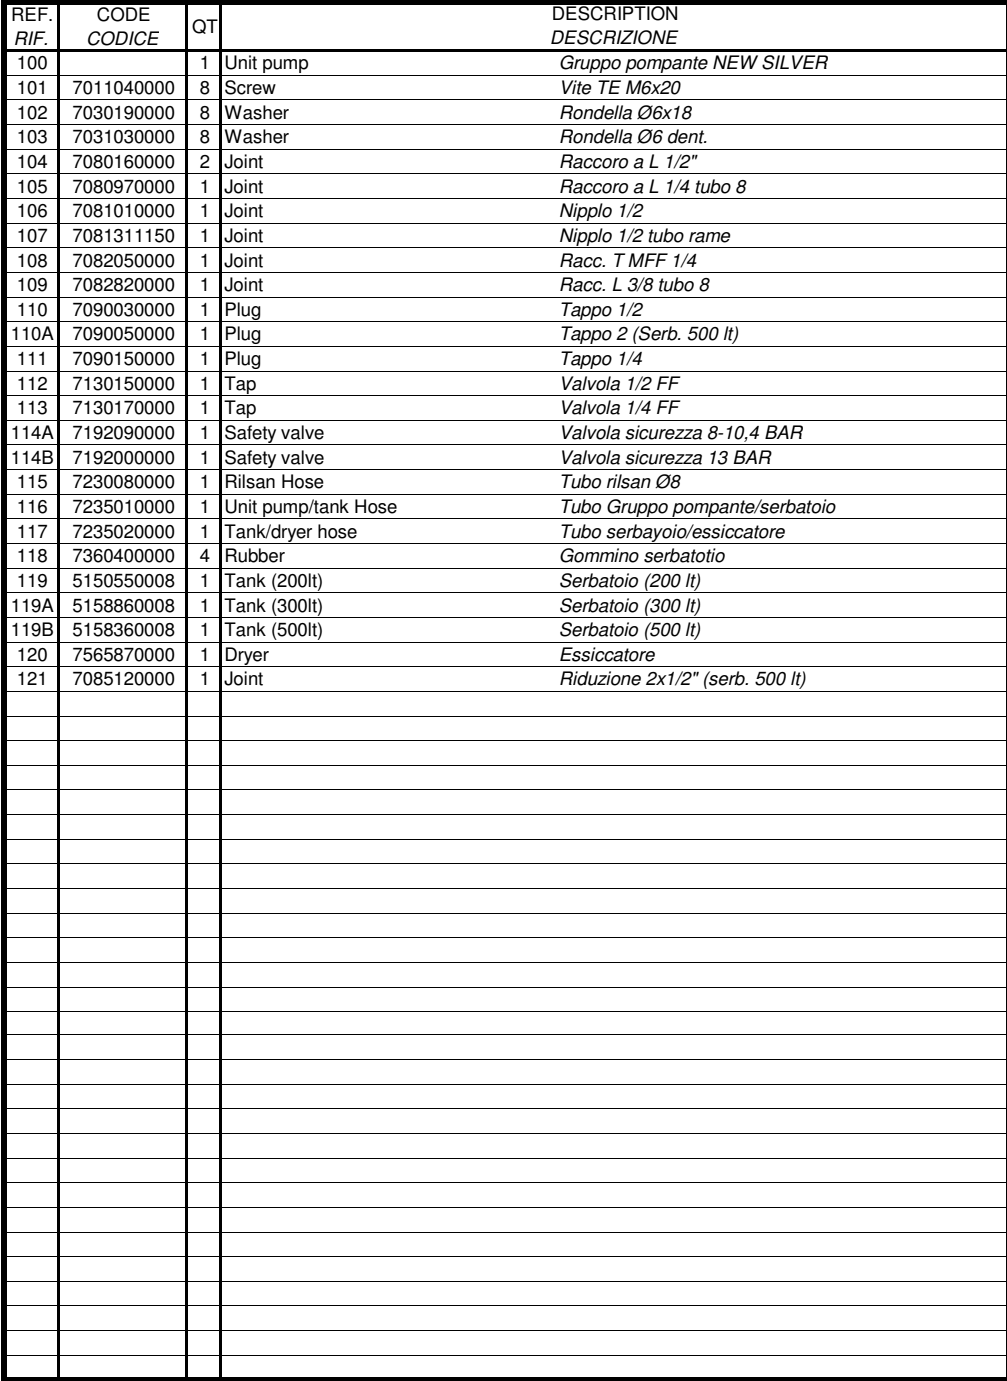 REF. CODE QT DESCRIPTION
RIF. CODICE DESCRIZIONE
100 1 Unit pump Gruppo pompante NEW SILVER
101 7011040000 8 Screw Vite TE M6x20
102 7030190000 8 Washer Rondella Ø6x18
103 7031030000 8 Washer Rondella Ø6 dent.
104 7080160000 2 Joint Raccoro a L 1/2"
105 7080970000 1 Joint Raccoro a L 1/4 tubo 8
106 7081010000 1 Joint Nipplo 1/2
107 7081311150 1 Joint Nipplo 1/2 tubo rame
108 7082050000 1 Joint Racc. T MFF 1/4
109 7082820000 1 Joint Racc. L 3/8 tubo 8
110 7090030000 1 Plug Tappo 1/2
110A 7090050000 1 Plug Tappo 2 (Serb. 500 lt)
111 7090150000 1 Plug Tappo 1/4
112 7130150000 1 Tap Valvola 1/2 FF
113 7130170000 1 Tap Valvola 1/4 FF
114A 7192090000 1 Safety valve Valvola sicurezza 8-10,4 BAR
114B 7192000000 1 Safety valve Valvola sicurezza 13 BAR
115 7230080000 1 Rilsan Hose Tubo rilsan Ø8
116 7235010000 1 Unit pump/tank Hose Tubo Gruppo pompante/serbatoio
117 7235020000 1 Tank/dryer hose Tubo serbayoio/essiccatore
118 7360400000 4 Rubber Gommino serbatotio
119 5150550008 1 Tank (200lt) Serbatoio (200 lt)
119A 5158860008 1 Tank (300lt) Serbatoio (300 lt)
119B 5158360008 1 Tank (500lt) Serbatoio (500 lt)
120 7565870000 1 Dryer Essiccatore
121 7085120000 1 Joint Riduzione 2x1/2" (serb. 500 lt)